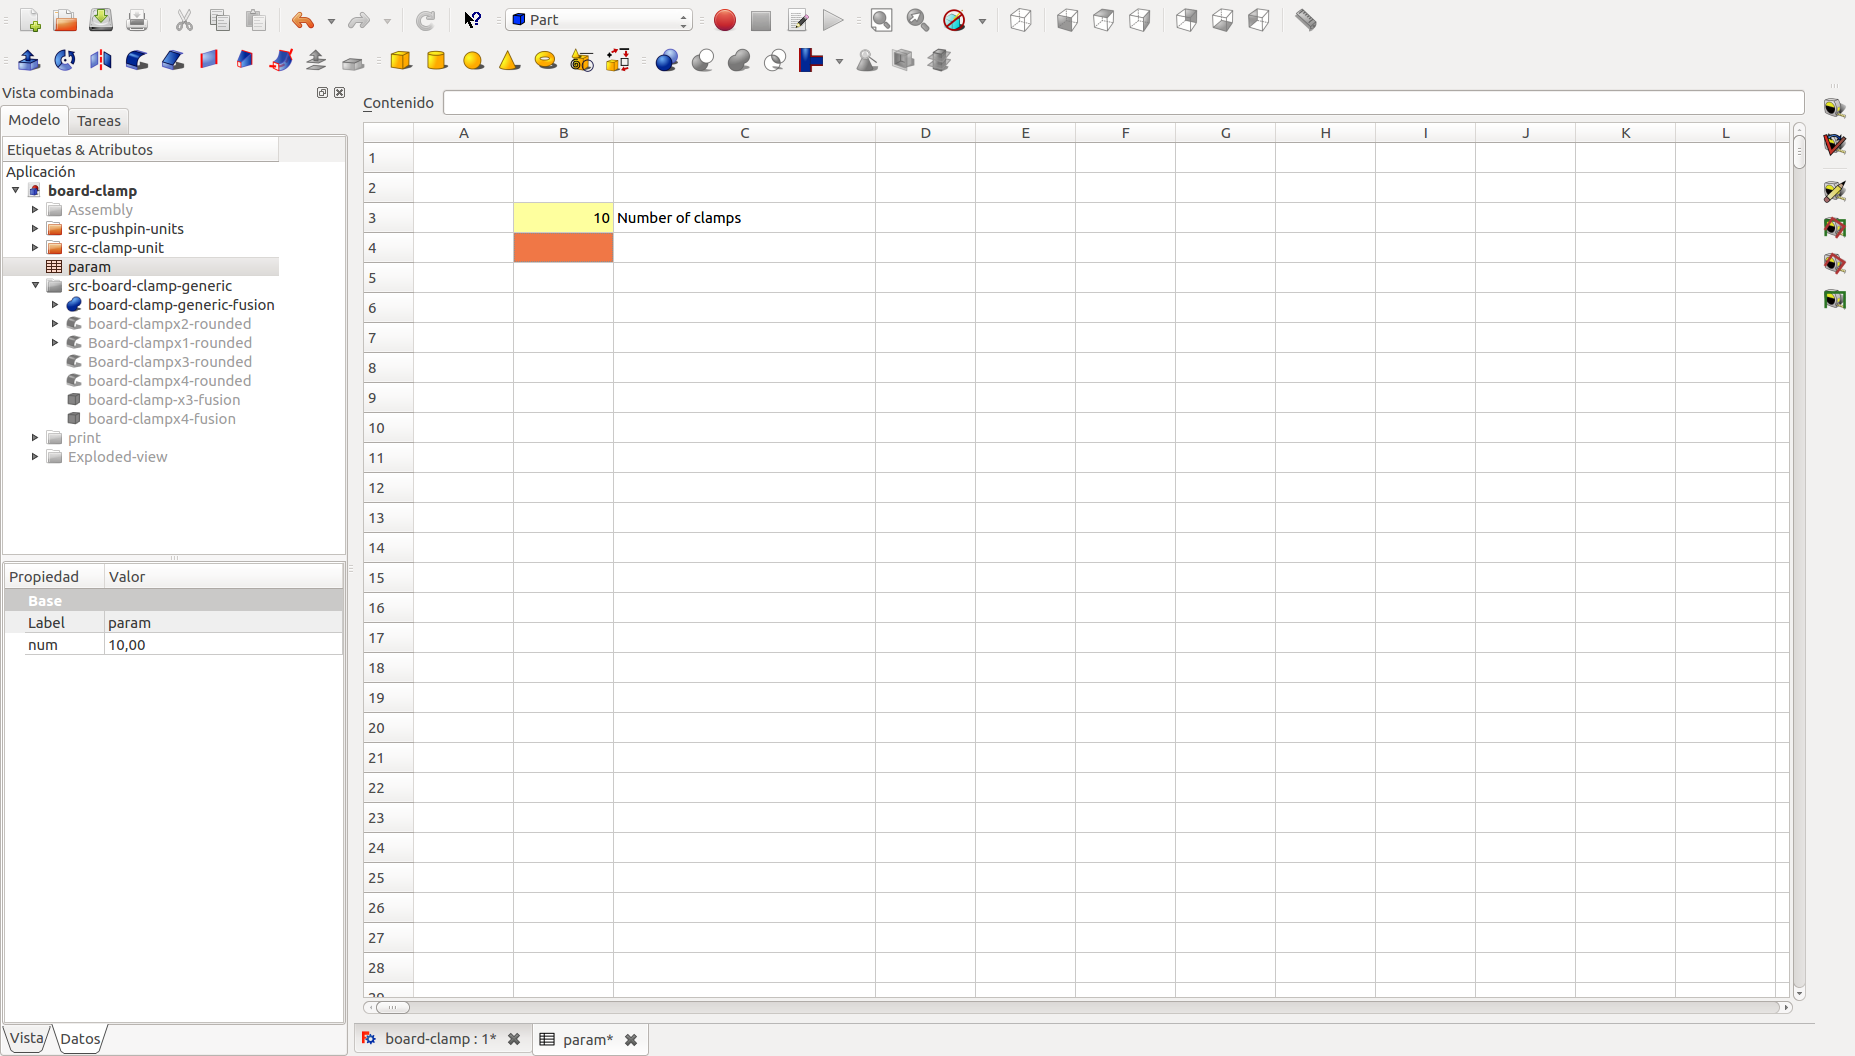 Part
Vista combinada
Modelo
Tareas
Etiquetas & Atributos
Aplicación
board-clamp
Assembly
src-pushpin-units
src-clamp-unit
param
src-board-clamp-generic
board-clamp-generic-fusion
board-clampx2-rounded
Board-clampx1-rounded
Board-clampx3-rounded
board-clampx4-rounded
board-clamp-x3-fusion
board-clampx4-fusion
print
Exploded-view
Propiedad Valor
Base
Label param
num 10,00
Vista
Datos
Contenido
A B C D E F G H I J K L
1
2
3 10 Number of clamps
4
5
6
7
8
9
10
11
12
13
14
15
16
17
18
19
20
21
22
23
24
25
26
27
28
29
board-clamp : 1*
param*